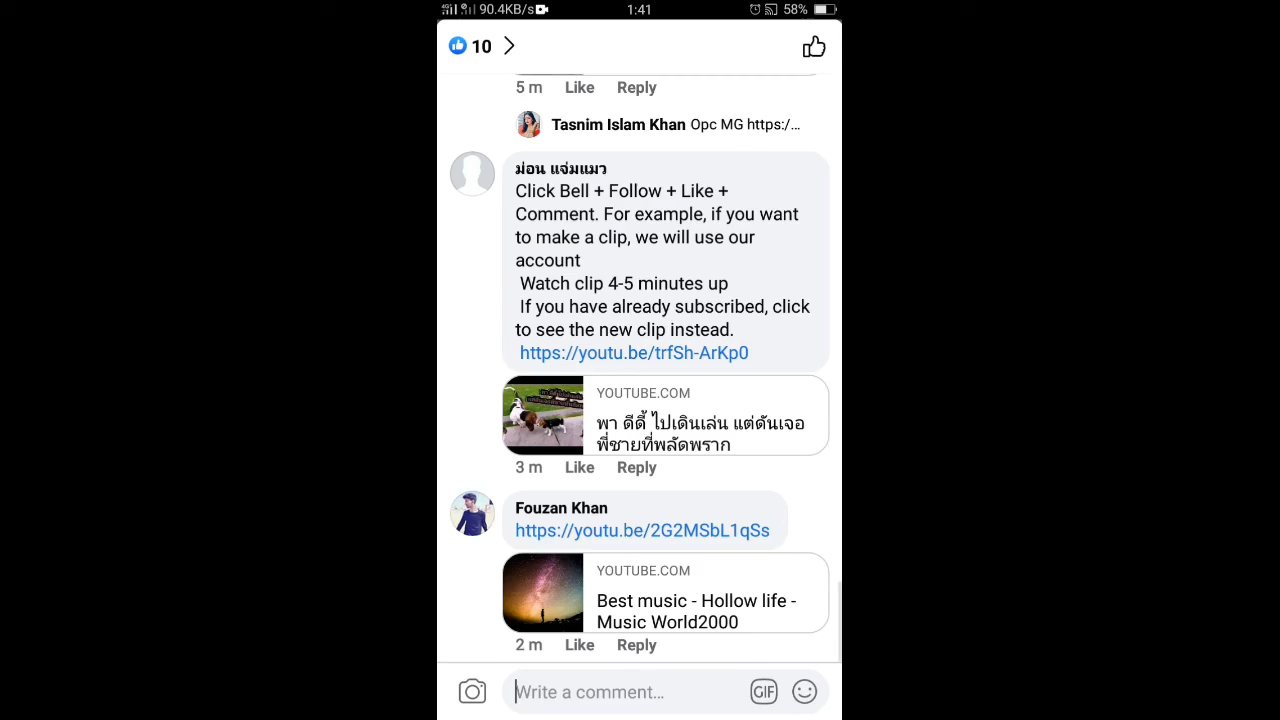 90.4KB/s 1:41 58%
10
5 m Like Reply
Tasnim Islam Khan Opc MG https:/...
ม่อน แจ่มแมว
Click Bell + Follow + Like +
Comment. For example, if you want
to make a clip, we will use our
account
Watch clip 4-5 minutes up
If you have already subscribed, click
to see the new clip instead.
https://youtu.be/trfSh-ArKp0
YOUTUBE.COM
พา ดีดี้ ไปเดินเล่น แต่ดันเจอ
พี่ชายที่พลัดพราก
3 m Like Reply
Fouzan Khan
https://youtu.be/2G2MSbL1qSs
YOUTUBE.COM
Best music - Hollow life -
Music World2000
2 m Like Reply
Write a comment...
GIF